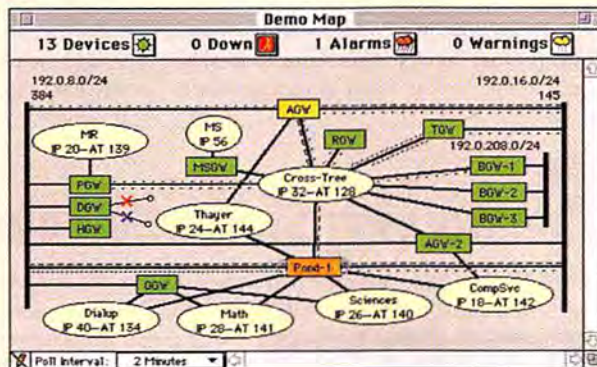 Demo Map
13 Devices 0 Down 1 Alarms 0 Warnings
192.0.8.0/24
384
192.0.16.0/24
145
AGW
MR
IP 20-AT 139
MS
IP 56
RGW
TGW
192.0.208.0/24
MSGW
Cross-Tree
IP 32-AT 128
BGW-1
PGW
BGW-2
DGW
BGW-3
HGW
Thayer
IP 24-AT 144
AGW-2
Pond-1
GGW
CompSvc
IP 18-AT 142
Sciences
IP 26-AT 140
Dialup
IP 40-AT 134
Math
IP 28-AT 141
Poll Interval: 2 Minutes